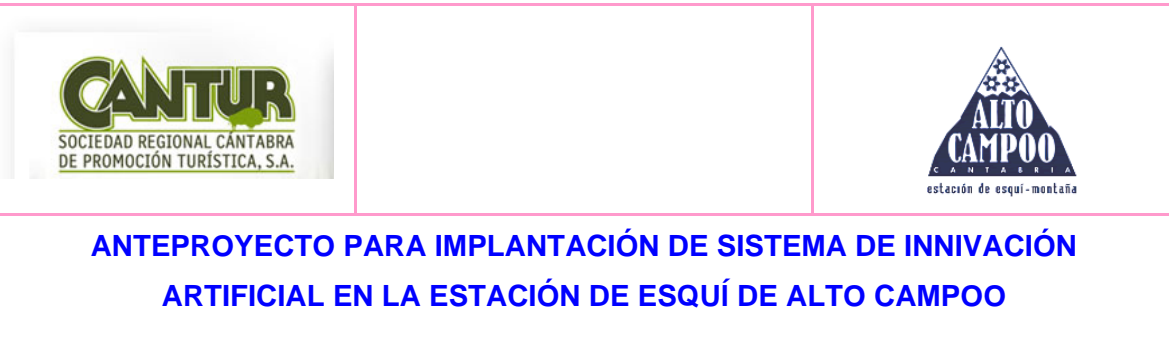 CANTUR
SOCIEDAD REGIONAL CÁNTABRA
DE PROMOCIÓN TURÍSTICA, S.A.
ALTO
CAMPOO
CANTABRIA
estación de esquí-montaña
ANTEPROYECTO PARA IMPLANTACIÓN DE SISTEMA DE INNIVACIÓN
ARTIFICIAL EN LA ESTACIÓN DE ESQUÍ DE ALTO CAMPOO